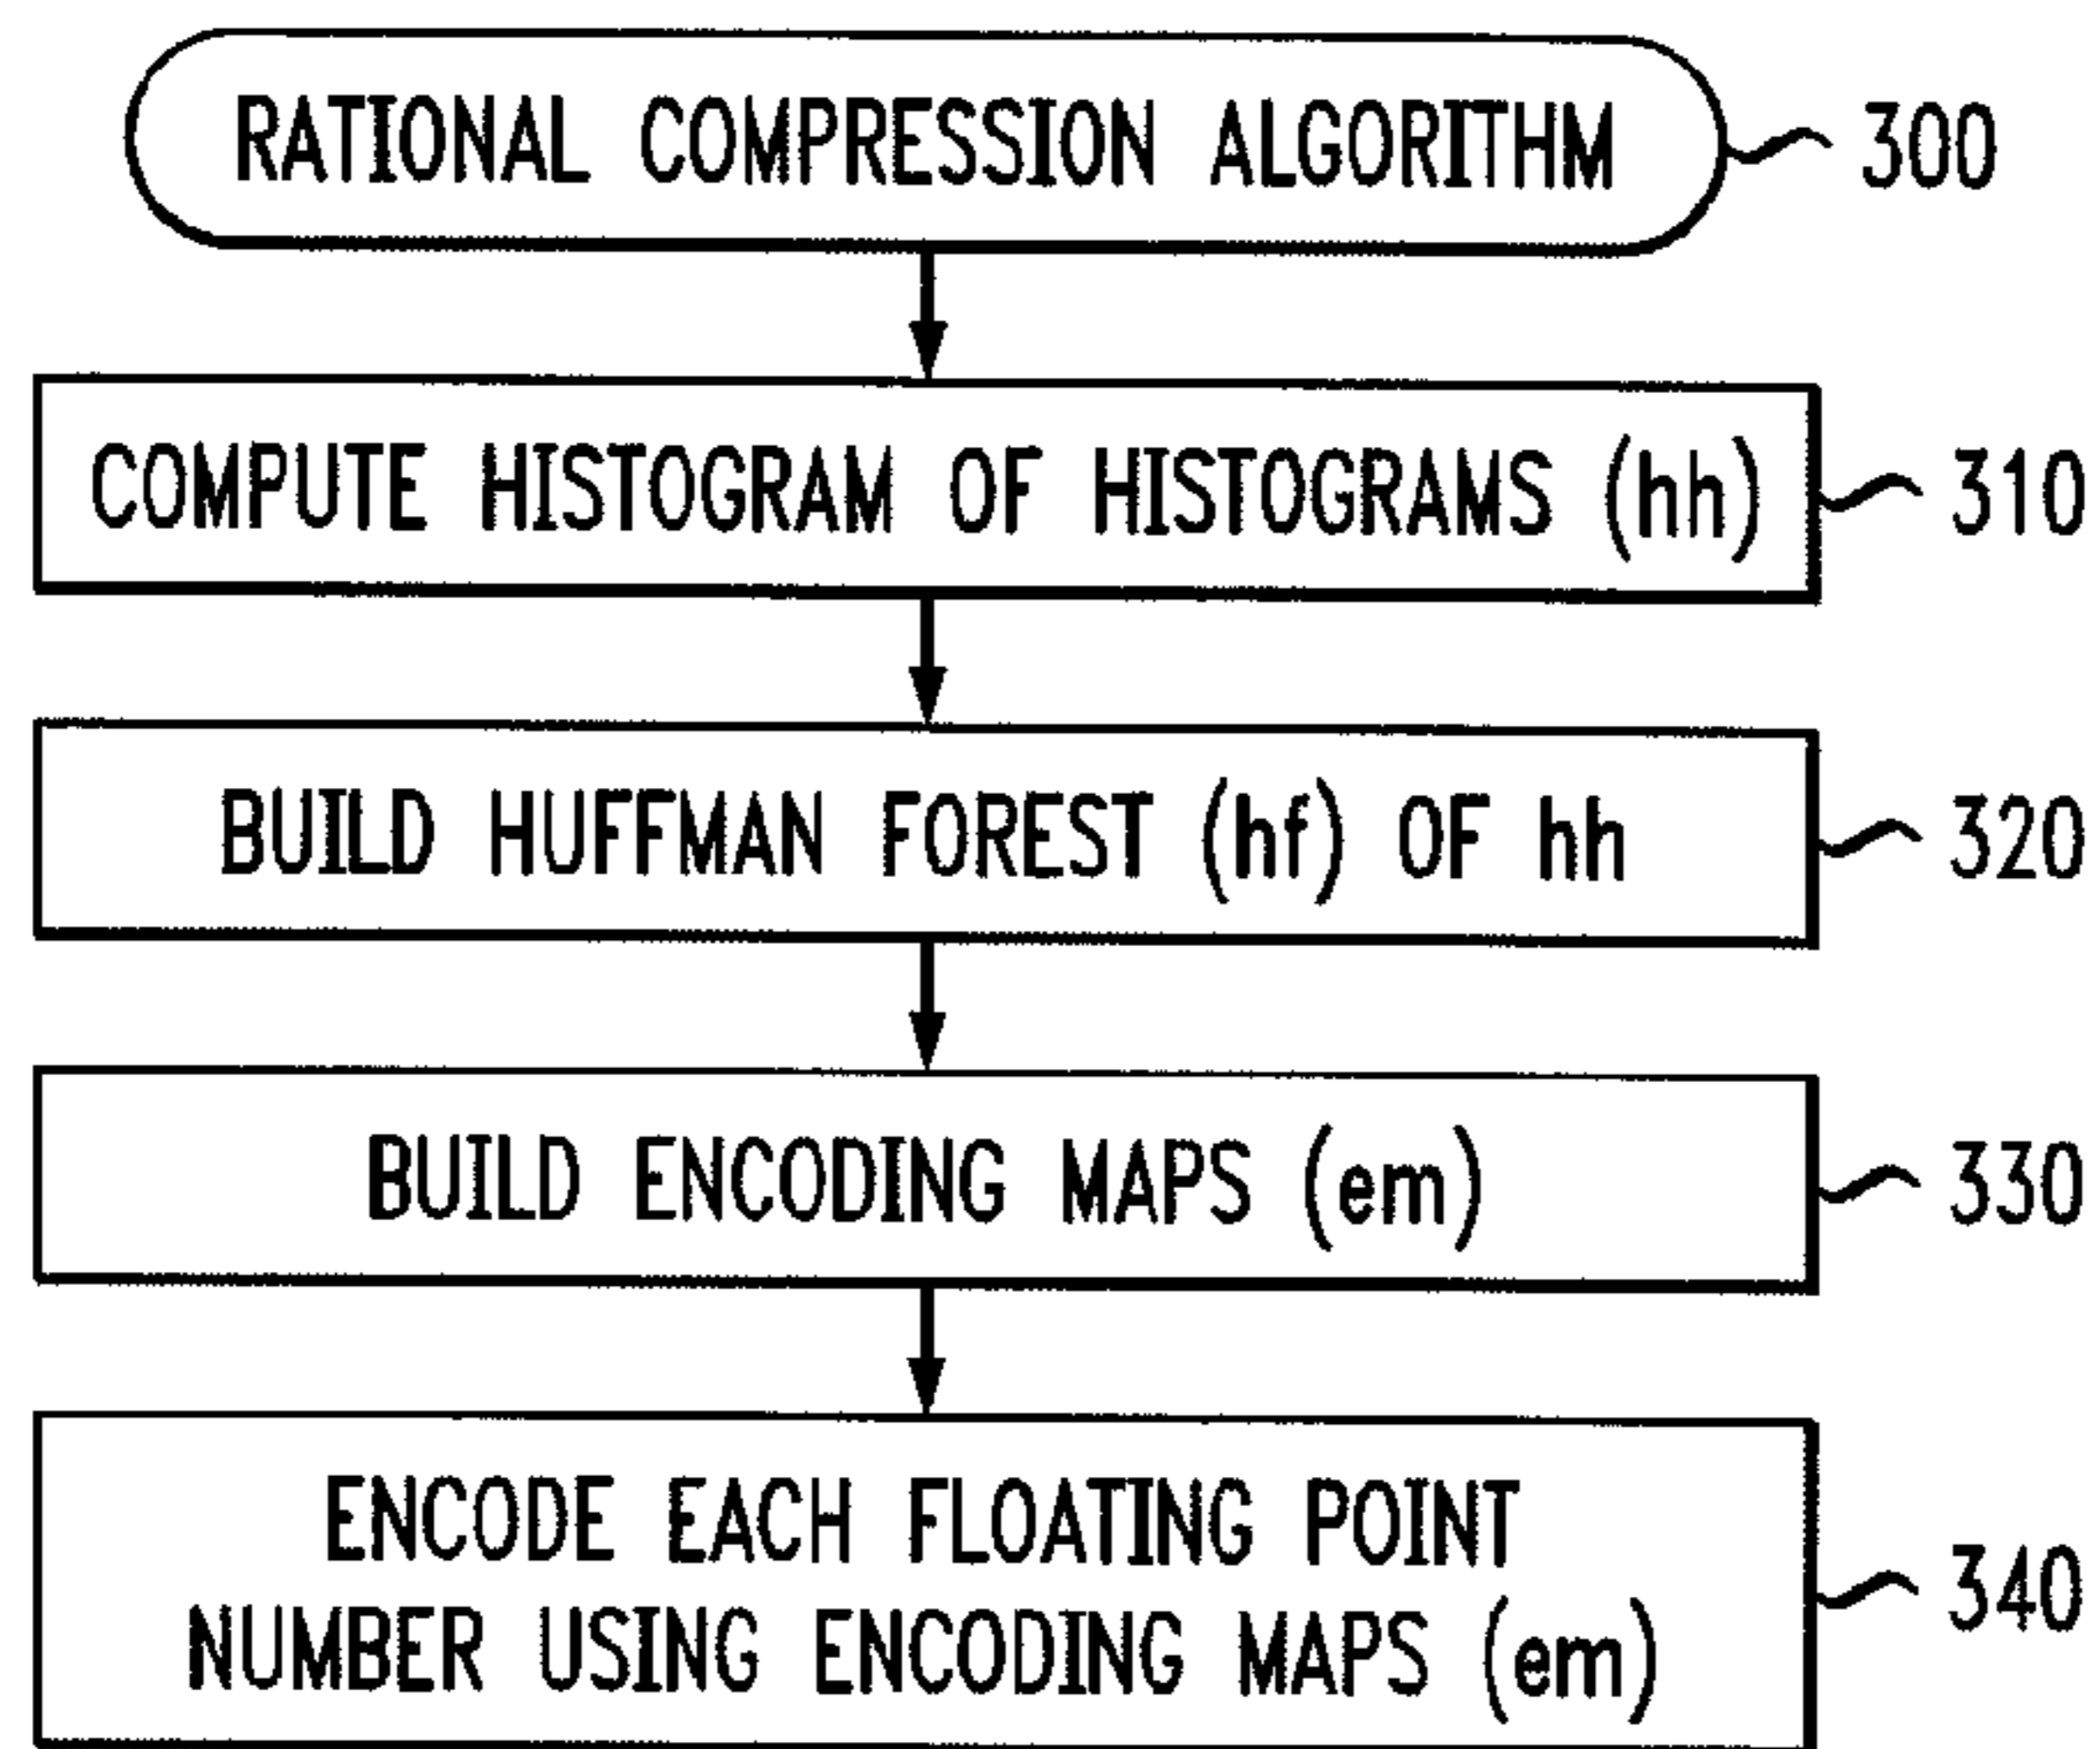 RATIONAL COMPRESSION ALGORITHM 300
COMPUTE HISTOGRAM OF HISTOGRAMS (hh) 310
BUILD HUFFMAN FOREST (hf) OF hh 320
BUILD ENCODING MAPS (em) 330
ENCODE EACH FLOATING POINT
NUMBER USING ENCODING MAPS (em) 340